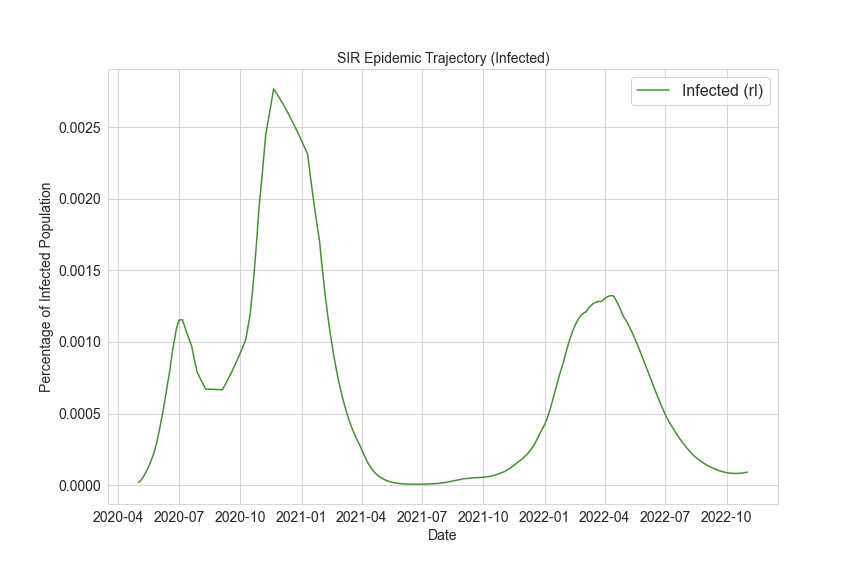 SIR Epidemic Trajectory (Infected)
Infected (rI)
Percentage of Infected Population
0.0025
0.0020
0.0015
0.0010
0.0005
0.0000
2020-04 2020-07 2020-10 2021-01 2021-04 2021-07 2021-10 2022-01 2022-04 2022-07 2022-10
Date